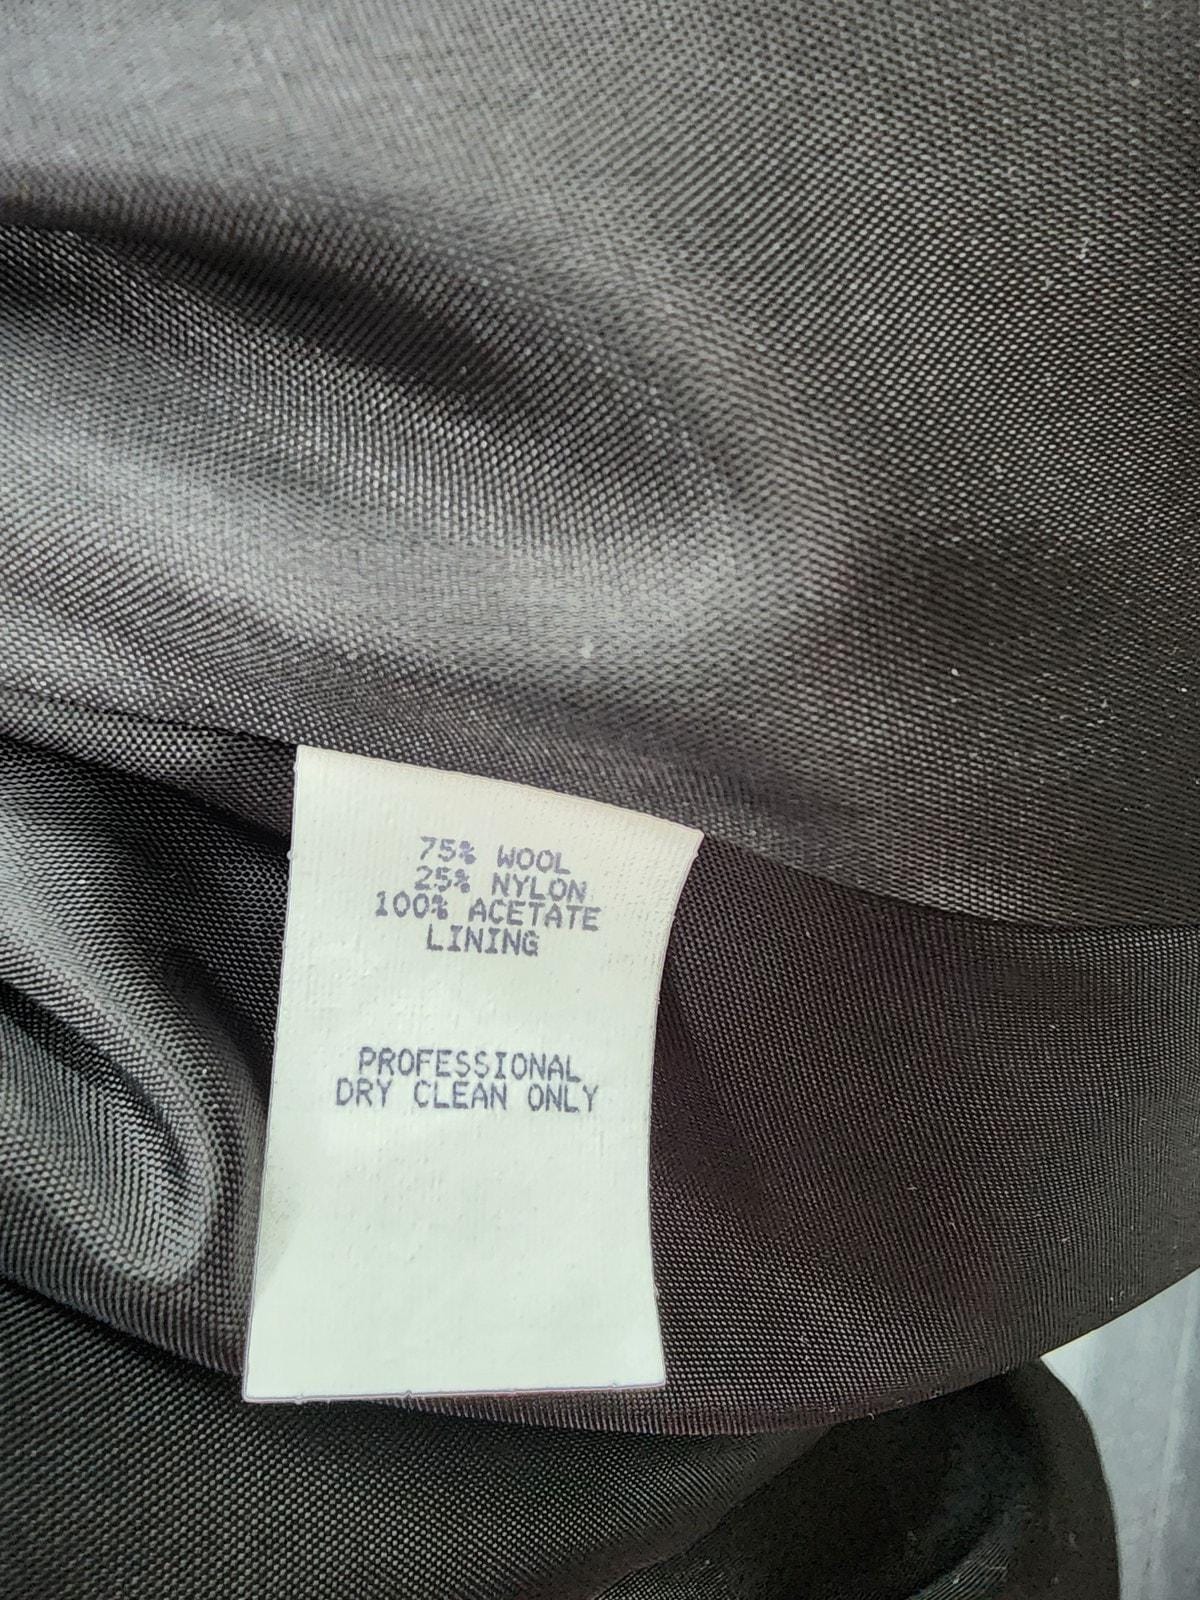 75% WOOL
25% NYLON
100% ACETATE
LINING
PROFESSIONAL
DRY CLEAN ONLY